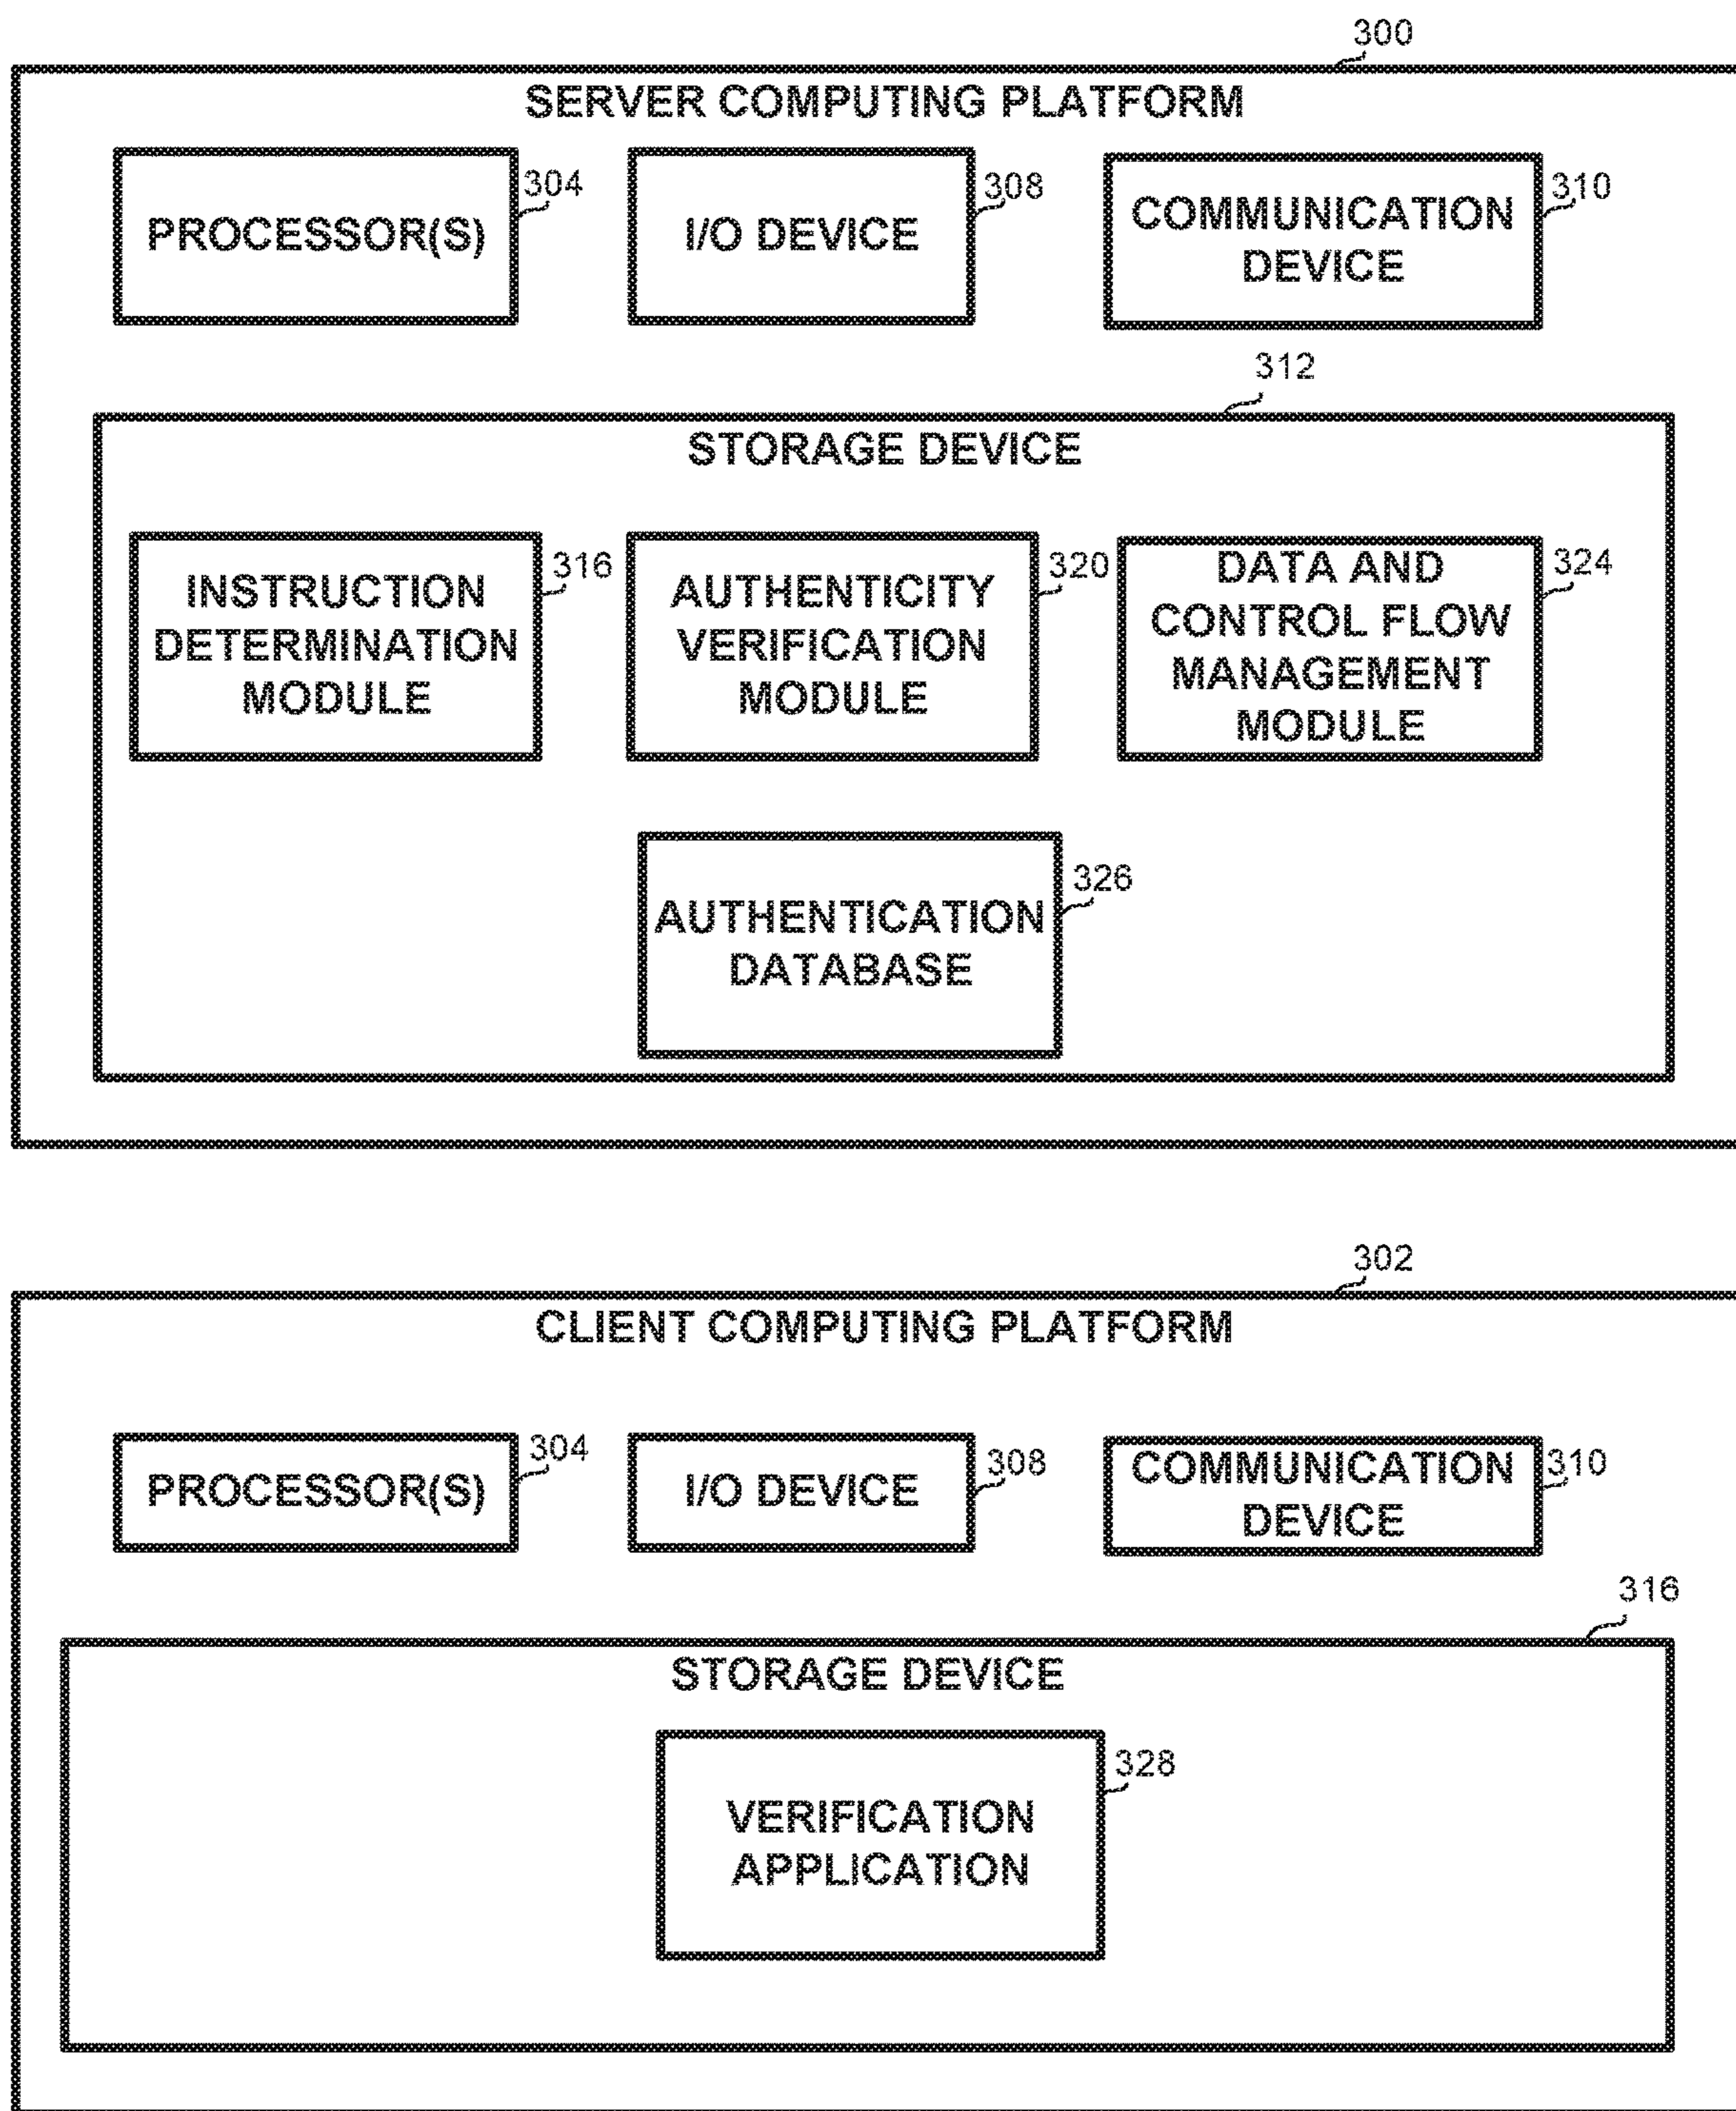 300
SERVER COMPUTING PLATFORM
PROCESSOR(S)
304
I/O DEVICE
308
COMMUNICATION
DEVICE
310
312
STORAGE DEVICE
INSTRUCTION
DETERMINATION
MODULE
316
AUTHENTICITY
VERIFICATION
MODULE
320
DATA AND
CONTROL FLOW
MANAGEMENT
MODULE
324
AUTHENTICATION
DATABASE
326
302
CLIENT COMPUTING PLATFORM
PROCESSOR(S)
304
I/O DEVICE
308
COMMUNICATION
DEVICE
310
316
STORAGE DEVICE
VERIFICATION
APPLICATION
328